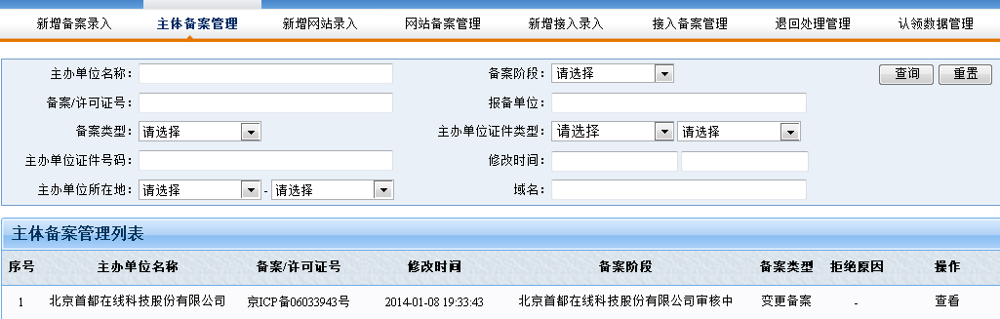 新增备案录入 主体备案管理 新增网站录入 网站备案管理 新增接入录入 接入备案管理 退回处理管理 认领数据管理
主办单位名称： 备案阶段： 请选择 查询 重置
备案/许可证号： 报备单位：
备案类型： 请选择 主办单位证件类型： 请选择 请选择
主办单位证件号码： 修改时间：
主办单位所在地： 请选择 - 请选择 域名：
主体备案管理列表
序号 主办单位名称 备案/许可证号 修改时间 备案阶段 备案类型 拒绝原因 操作
1 北京首都在线科技股份有限公司 京ICP备06033943号 2014-01-08 19:33:43 北京首都在线科技股份有限公司审核中 变更备案 - 查看